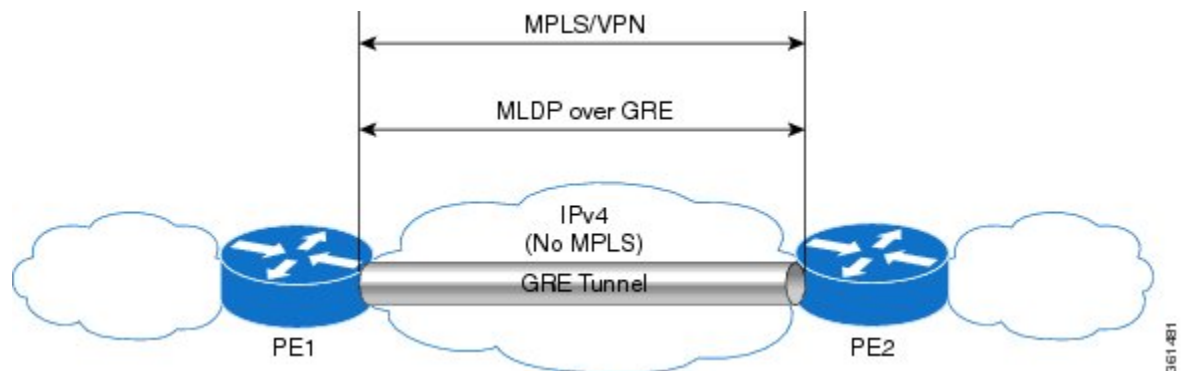 MPLS/VPN
MLDP over GRE
IPv4
(No MPLS)
GRE Tunnel
PE1
PE2
361481